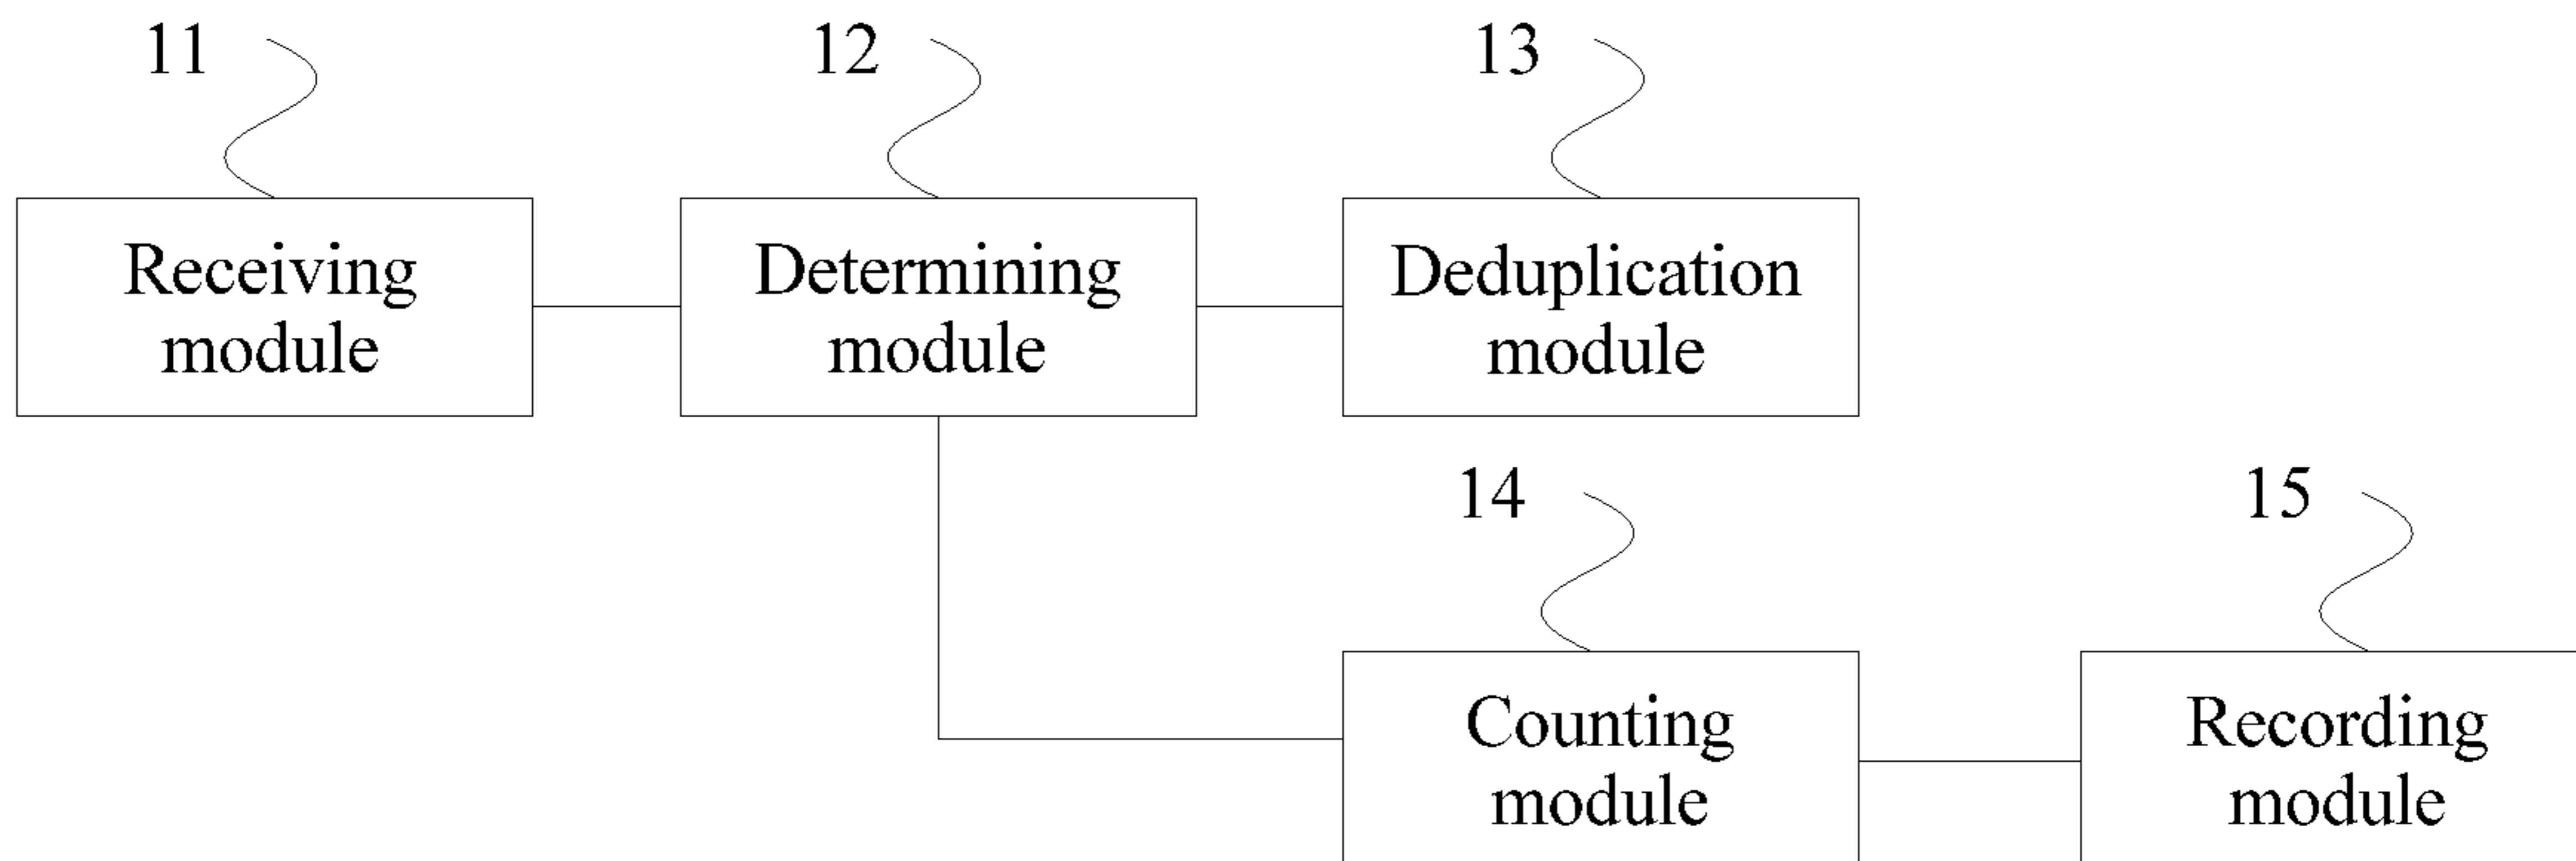 11
12
13
Receiving
module
Determining
module
Deduplication
module
14
15
Counting
module
Recording
module